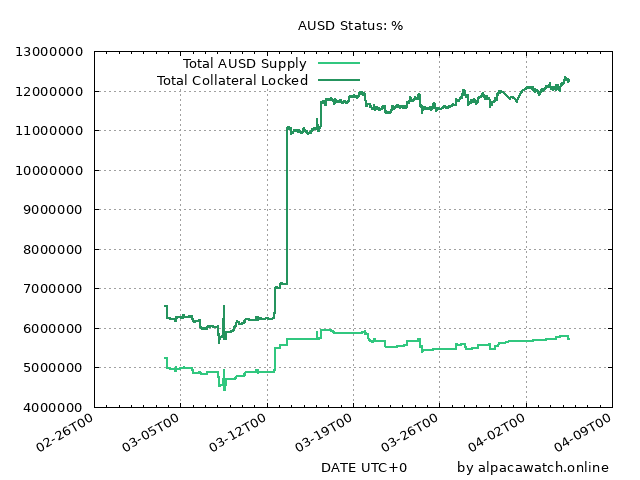 AUSD Status: %
13000000
Total AUSD Supply
Total Collateral Locked
12000000
11000000
10000000
9000000
8000000
7000000
6000000
5000000
4000000
02-26T00 03-05T00 03-12T00 03-19T00 03-26T00 04-02T00 04-09T00
DATE UTC+0 by alpacawatch.online